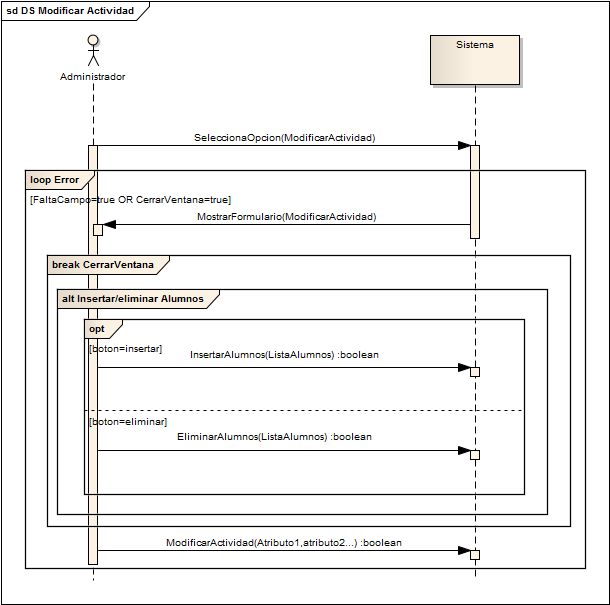 sd DS Modificar Actividad
Administrador
Sistema
SeleccionaOpcion(ModificarActividad)
loop Error
[FaltaCampo=true OR CerrarVentana=true]
MostrarFormulario(ModificarActividad)
break CerrarVentana
alt Insertar/eliminar Alumnos
opt
[boton=insertar]
InsertarAlumnos(ListaAlumnos) :boolean
[boton=eliminar]
EliminarAlumnos(ListaAlumnos) :boolean
ModificarActividad(Atributo1,atributo2...) :boolean